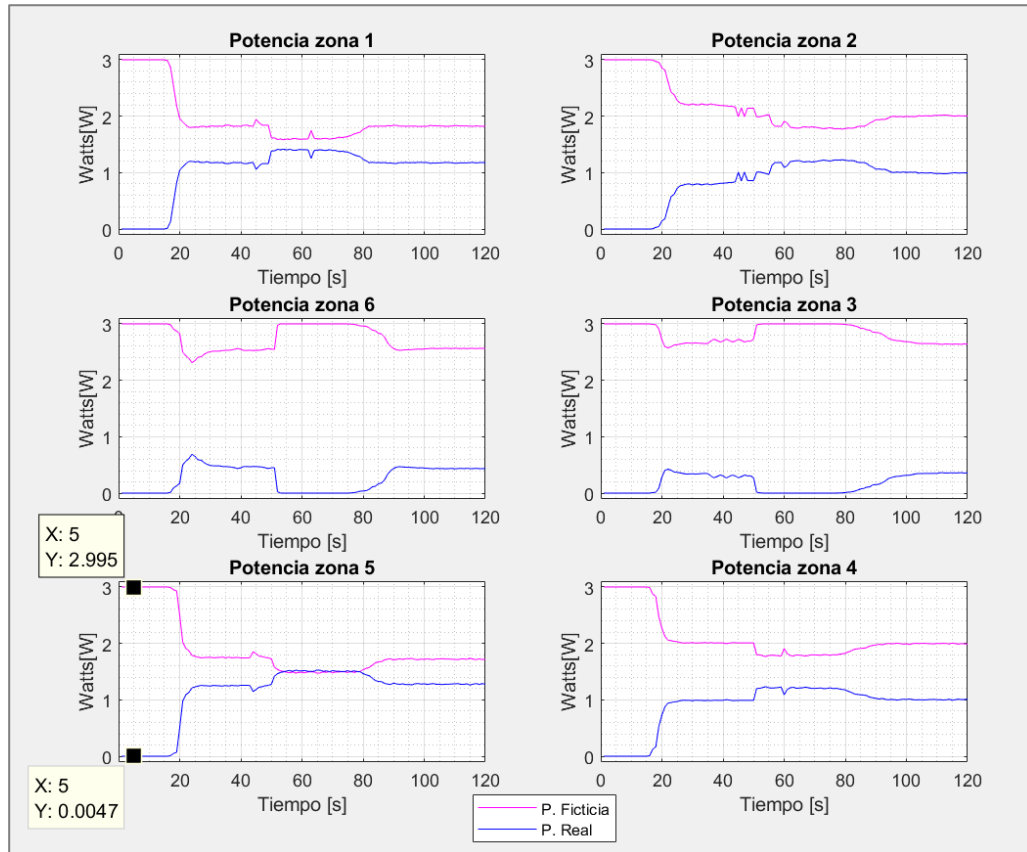 Potencia zona 1
Watts[W]
3
2
1
0
0 20 40 60 80 100 120
Tiempo [s]
Potencia zona 2
Watts[W]
3
2
1
0
0 20 40 60 80 100 120
Tiempo [s]
Potencia zona 6
Watts[W]
3
2
1
0
20 40 60 80 100 120
Tiempo [s]
Potencia zona 3
Watts[W]
3
2
1
0
0 20 40 60 80 100 120
Tiempo [s]
X: 5
Y: 2.995
Potencia zona 5
Watts[W]
3
2
1
0
20 40 60 80 100 120
Tiempo [s]
X: 5
Y: 0.0047
Potencia zona 4
Watts[W]
3
2
1
0
0 20 40 60 80 100 120
Tiempo [s]
P. Ficticia
P. Real